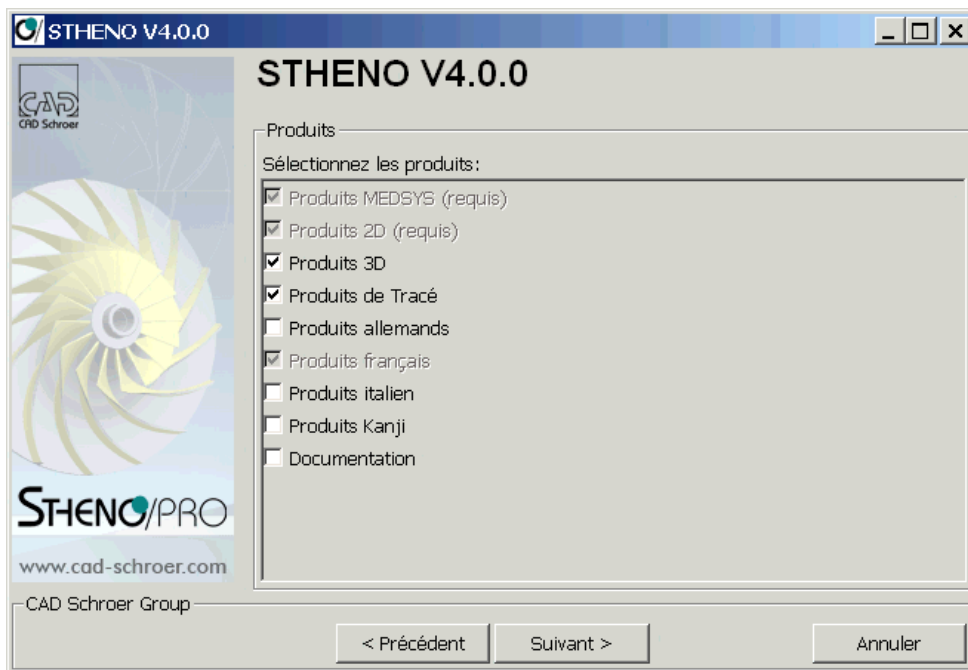 STHENO V4.0.0
CAD
CAD Schroer
STHENO V4.0.0
Produits
Sélectionnez les produits:
Produits MEDSYS (requis)
Produits 2D (requis)
Produits 3D
Produits de Tracé
Produits allemands
Produits français
Produits italien
Produits Kanji
Documentation
STHENO/PRO
www.cad-schroer.com
CAD Schroer Group
< Précédent
Suivant >
Annuler